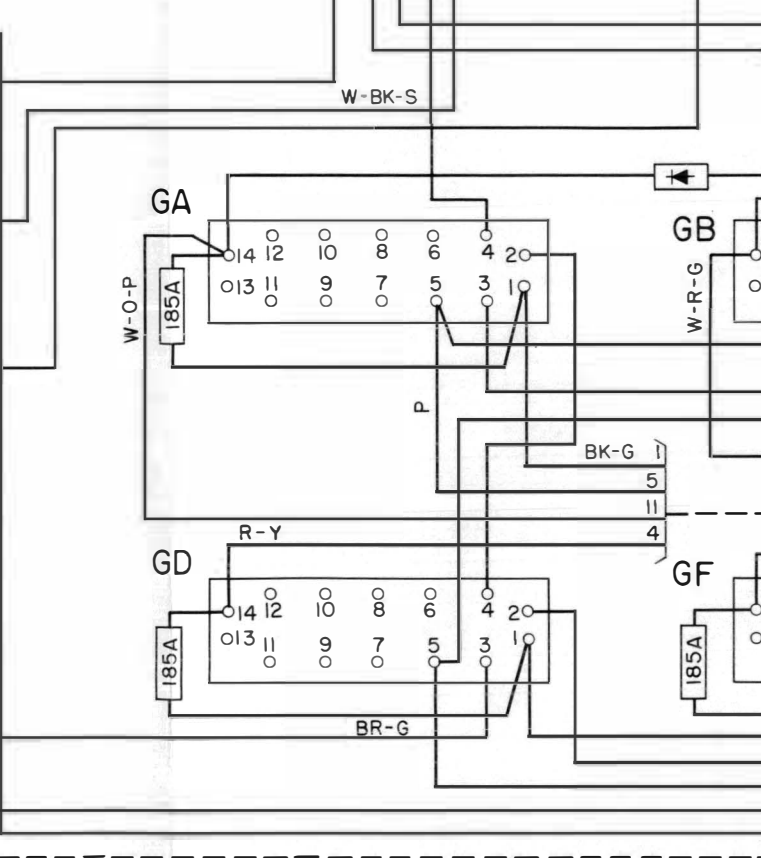 W-BK-S
GA
GB
12 10 8 6 4 2
14
13 11 9 7 5 3 1
185A
W-O-P
W-R-G
P
BK-G 1
5
11
R-Y 4
GD
GF
14 12 10 8 6 4 2
13 11 9 7 5 3 1
185A
185A
BR-G